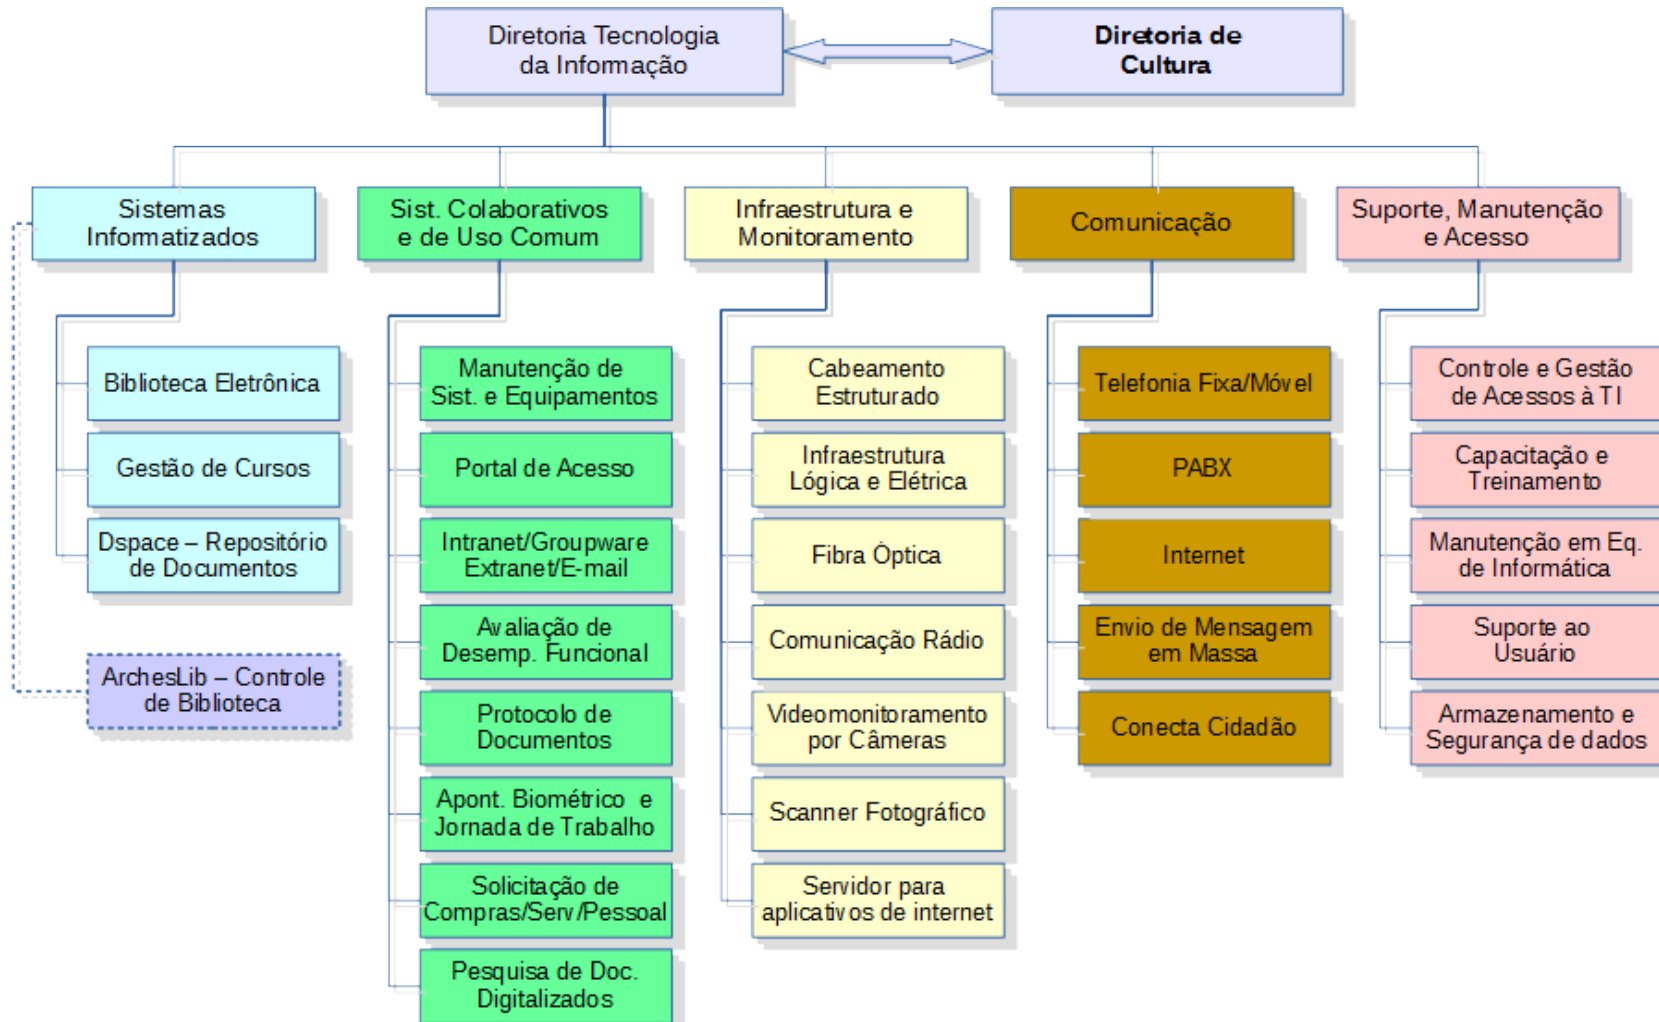 Diretoria Tecnologia
da Informação
Diretoria de
Cultura
Sistemas
Informatizados
Sist. Colaborativos
e de Uso Comum
Infraestrutura e
Monitoramento
Comunicação
Suporte, Manutenção
e Acesso
Biblioteca Eletrônica
Gestão de Cursos
Dspace – Repositório
de Documentos
ArchesLib – Controle
de Biblioteca
Manutenção de
Sist. e Equipamentos
Portal de Acesso
Intranet/Groupware
Extranet/E-mail
Avaliação de
Desemp. Funcional
Protocolo de
Documentos
Apont. Biométrico e
Jornada de Trabalho
Solicitação de
Compras/Serv/Pessoal
Pesquisa de Doc.
Digitalizados
Cabeamento
Estruturado
Infraestrutura
Lógica e Elétrica
Fibra Óptica
Comunicação Rádio
Videomonitoramento
por Câmeras
Scanner Fotográfico
Servidor para
aplicativos de internet
Telefonia Fixa/Móvel
PABX
Internet
Envio de Mensagem
em Massa
Conecta Cidadão
Controle e Gestão
de Acessos à TI
Capacitação e
Treinamento
Manutenção em Eq.
de Informática
Suporte ao
Usuário
Armazenamento e
Segurança de dados